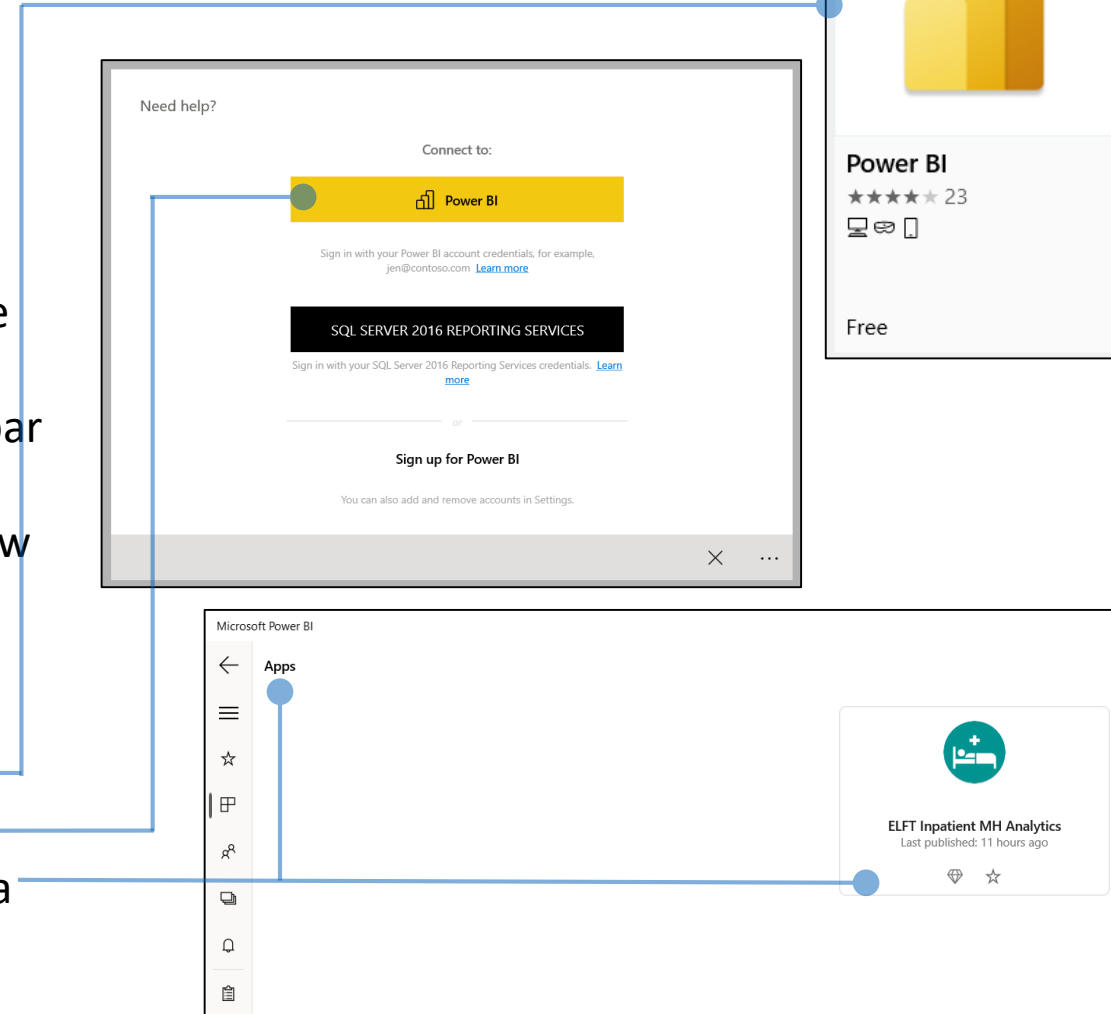 Need help?
Connect to:
Power BI
Sign in with your Power BI account credentials, for example,
jen@contoso.com Learn more
SQL SERVER 2016 REPORTING SERVICES
Sign in with your SQL Server 2016 Reporting Services credentials. Learn
more
or
Sign up for Power BI
You can also add and remove accounts in Settings.
Power BI
23
Free
Microsoft Power BI
Apps
ELFT Inpatient MH Analytics
Last published: 11 hours ago